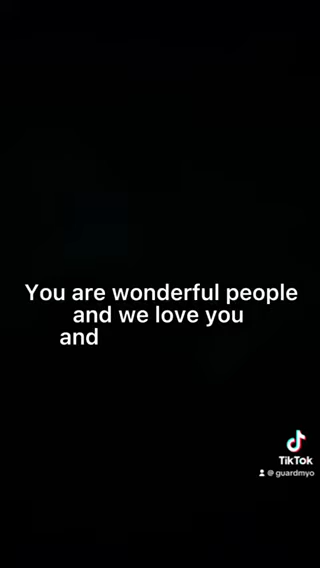 You are wonderful people
and we love you
and
TikTok
@ guardmyo